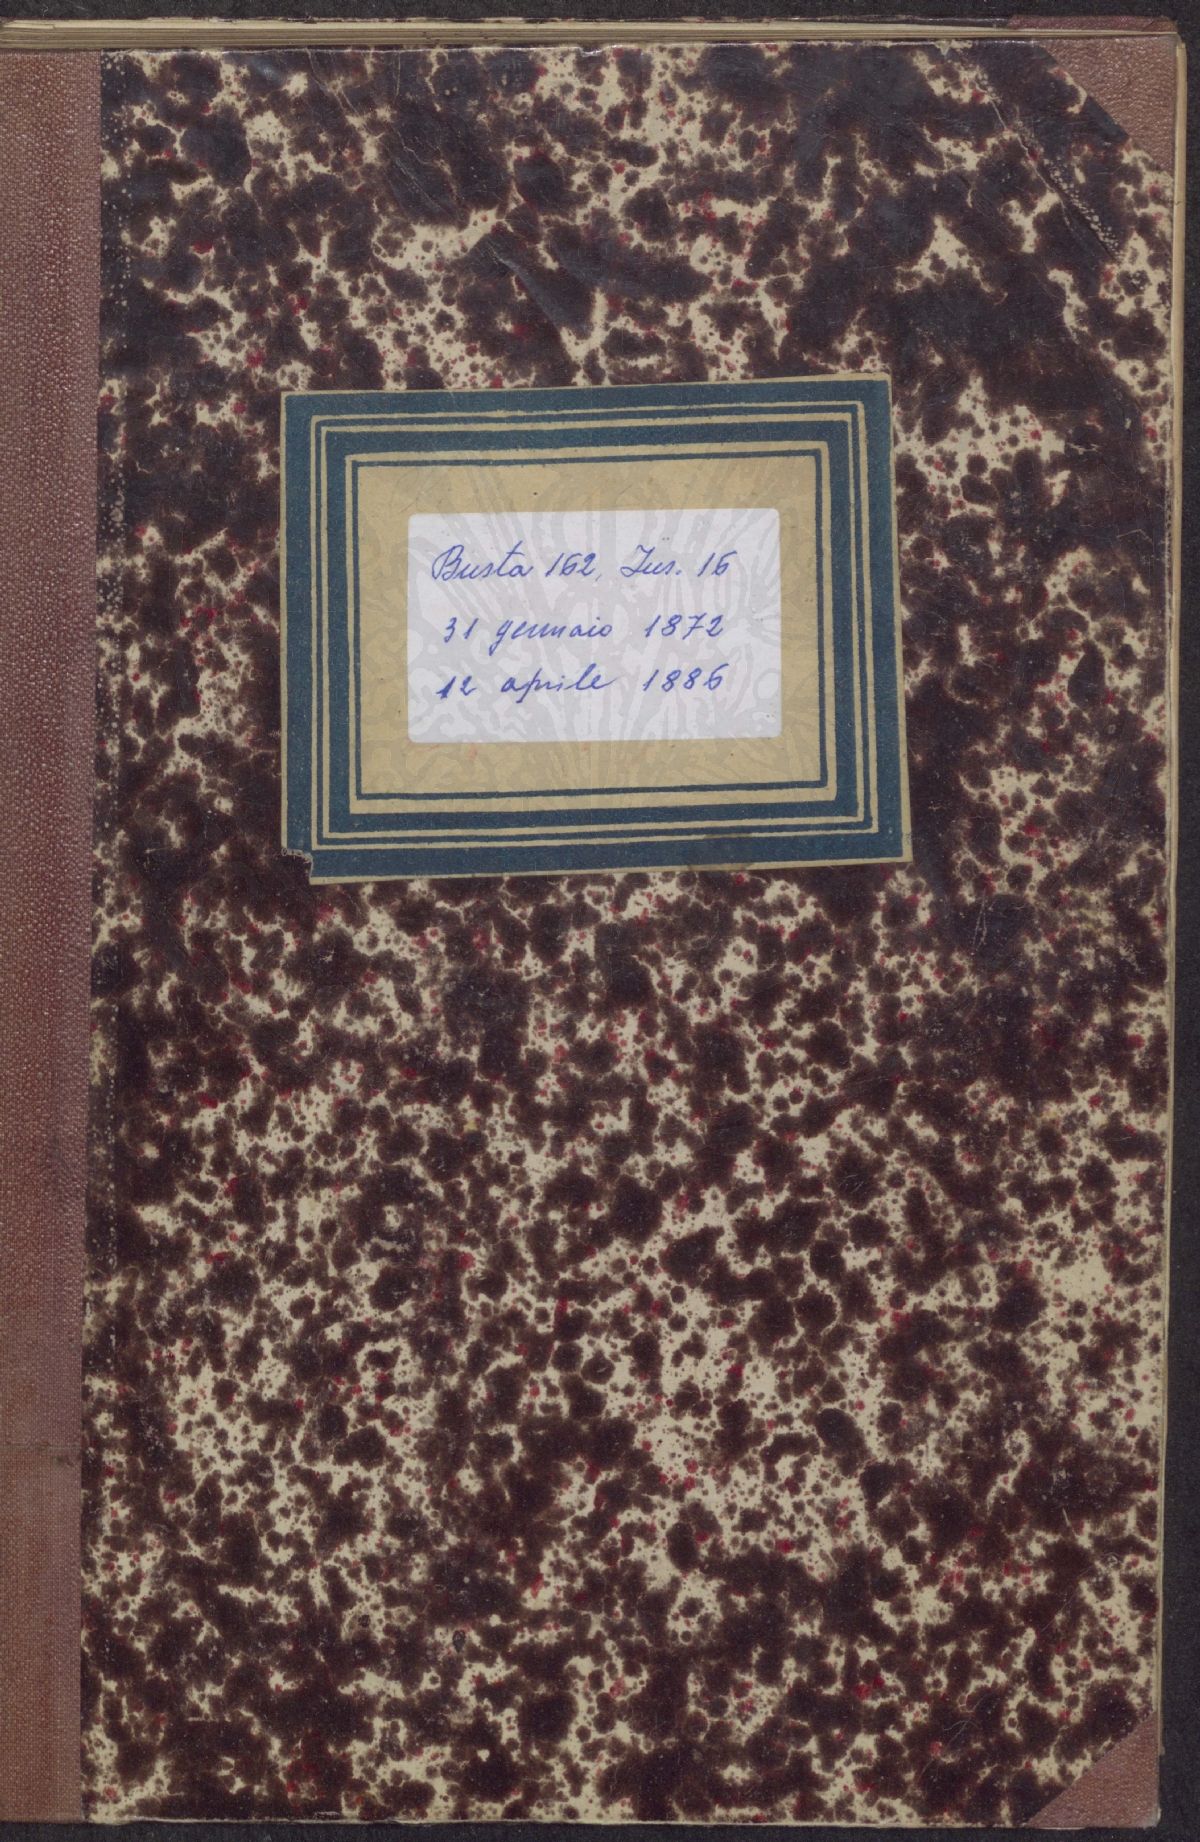 Busta 162, Ins. 16
31 gennaio 1872
12 aprile 1886